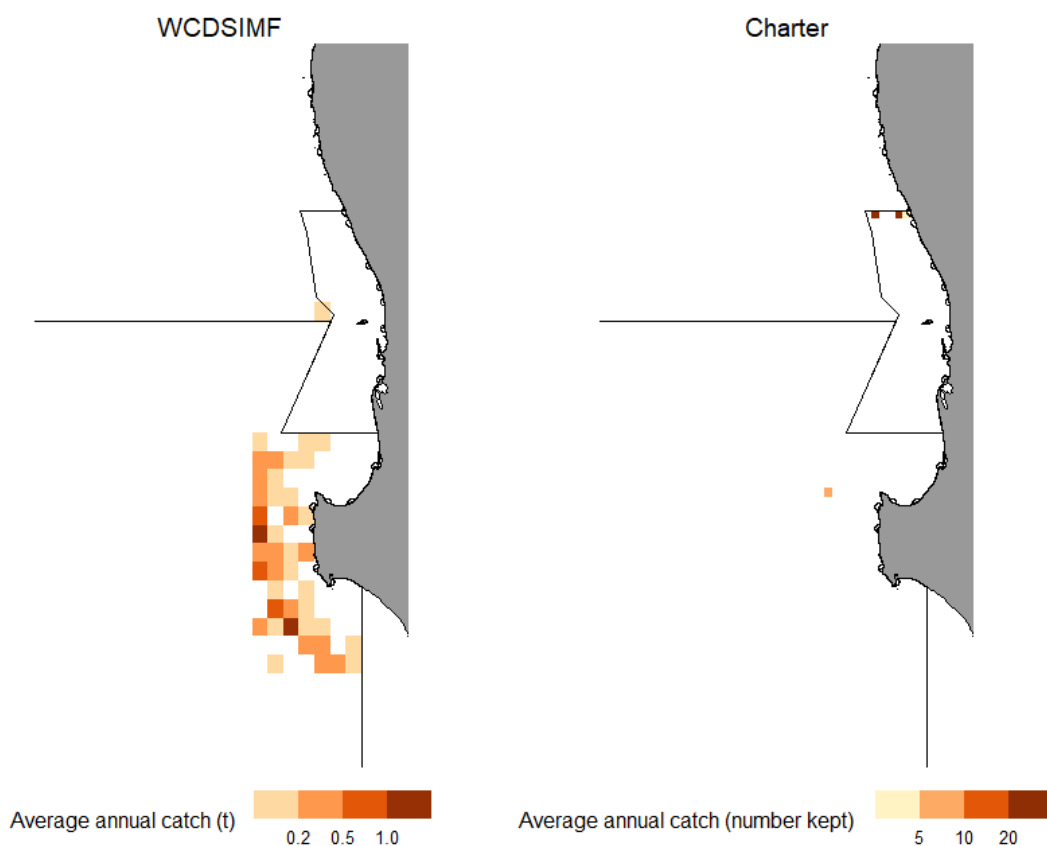 WCDSIMF
Charter
Average annual catch (t)
0.2 0.5 1.0
Average annual catch (number kept)
5 10 20